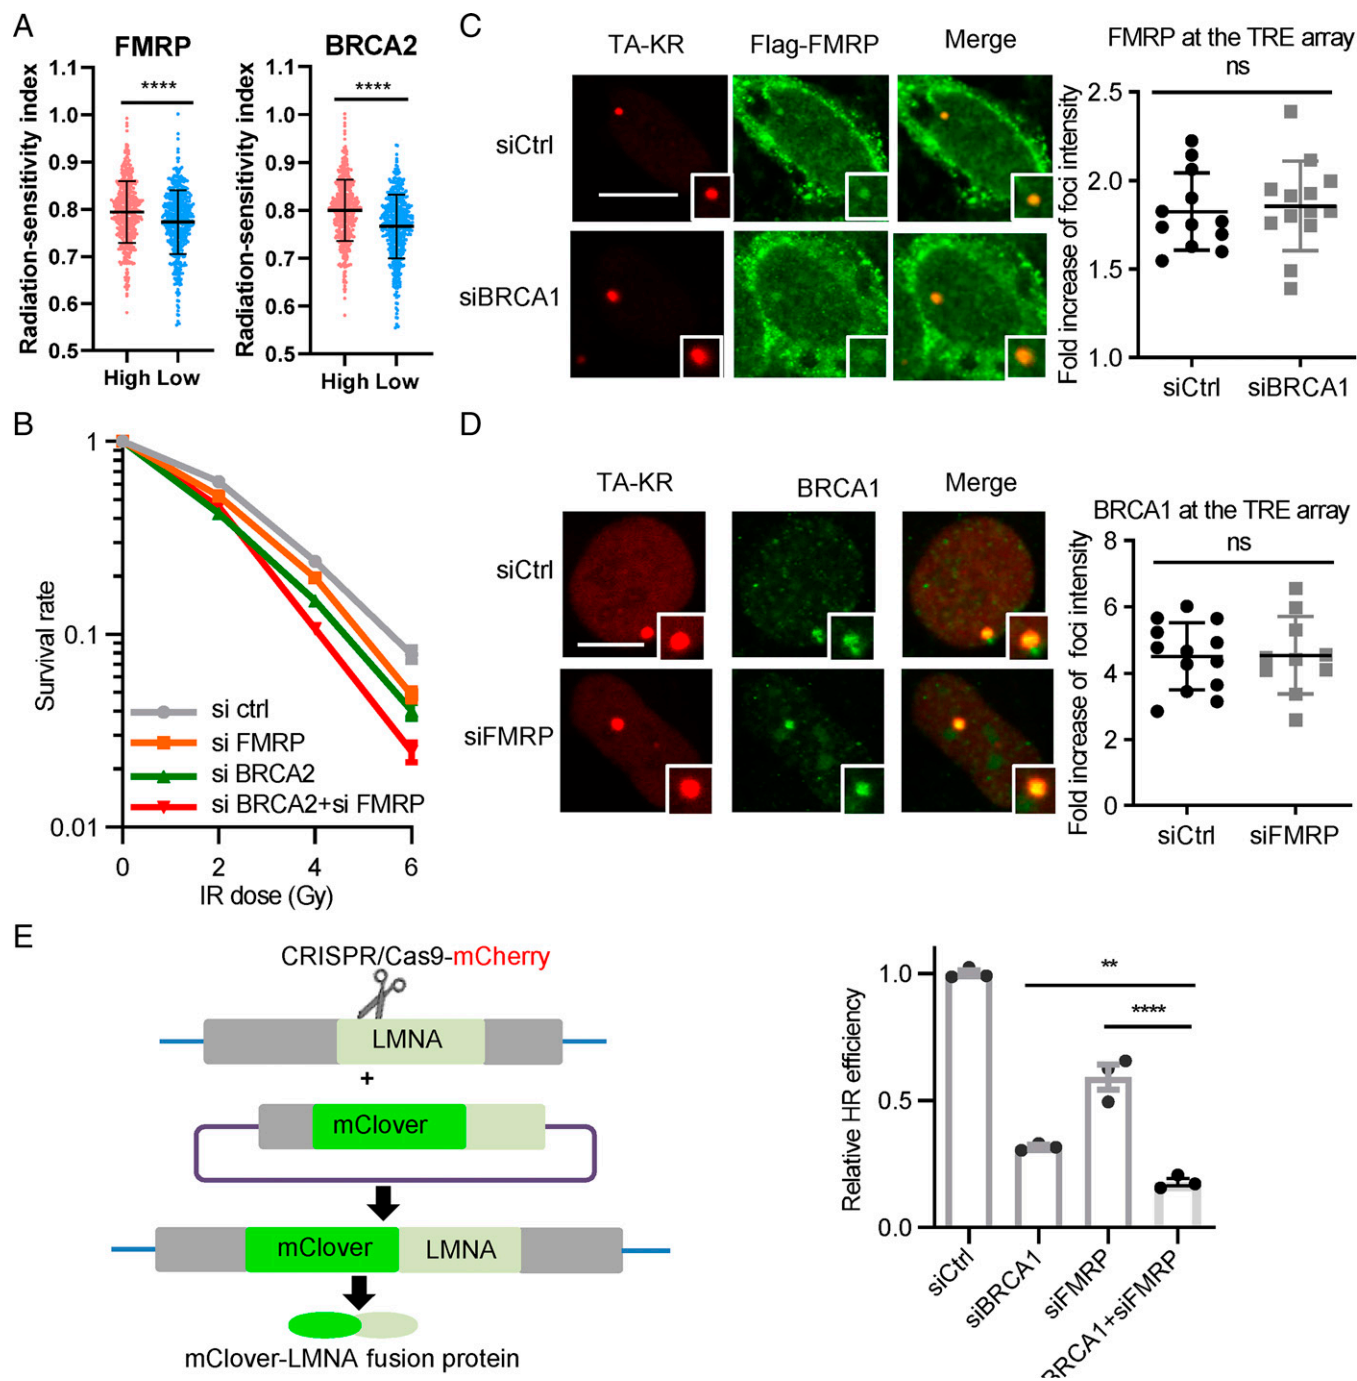 A
FMRP
Radiation-sensitivity index
1.1
1.0
0.9
0.8
0.7
0.6
0.5
****
High Low
BRCA2
Radiation-sensitivity index
1.1
1.0
0.9
0.8
0.7
0.6
0.5
****
High Low
B
Survival rate
1
0.1
0.01
si ctrl
si FMRP
si BRCA2
si BRCA2+si FMRP
0 2 4 6
IR dose (Gy)
C
TA-KR Flag-FMRP Merge
siCtrl
siBRCA1
FMRP at the TRE array
ns
Fold increase of foci intensity
2.5
2.0
1.5
1.0
siCtrl siBRCA1
D
TA-KR BRCA1 Merge
siCtrl
siFMRP
BRCA1 at the TRE array
ns
Fold increase of foci intensity
8
6
4
2
0
siCtrl siFMRP
E
CRISPR/Cas9-mCherry
LMNA
+
mClover
mClover LMNA
mClover-LMNA fusion protein
Relative HR efficiency
1.0
0.5
0.0
**
****
siCtrl
siBRCA1
siFMRP
BRCA1+siFMRP